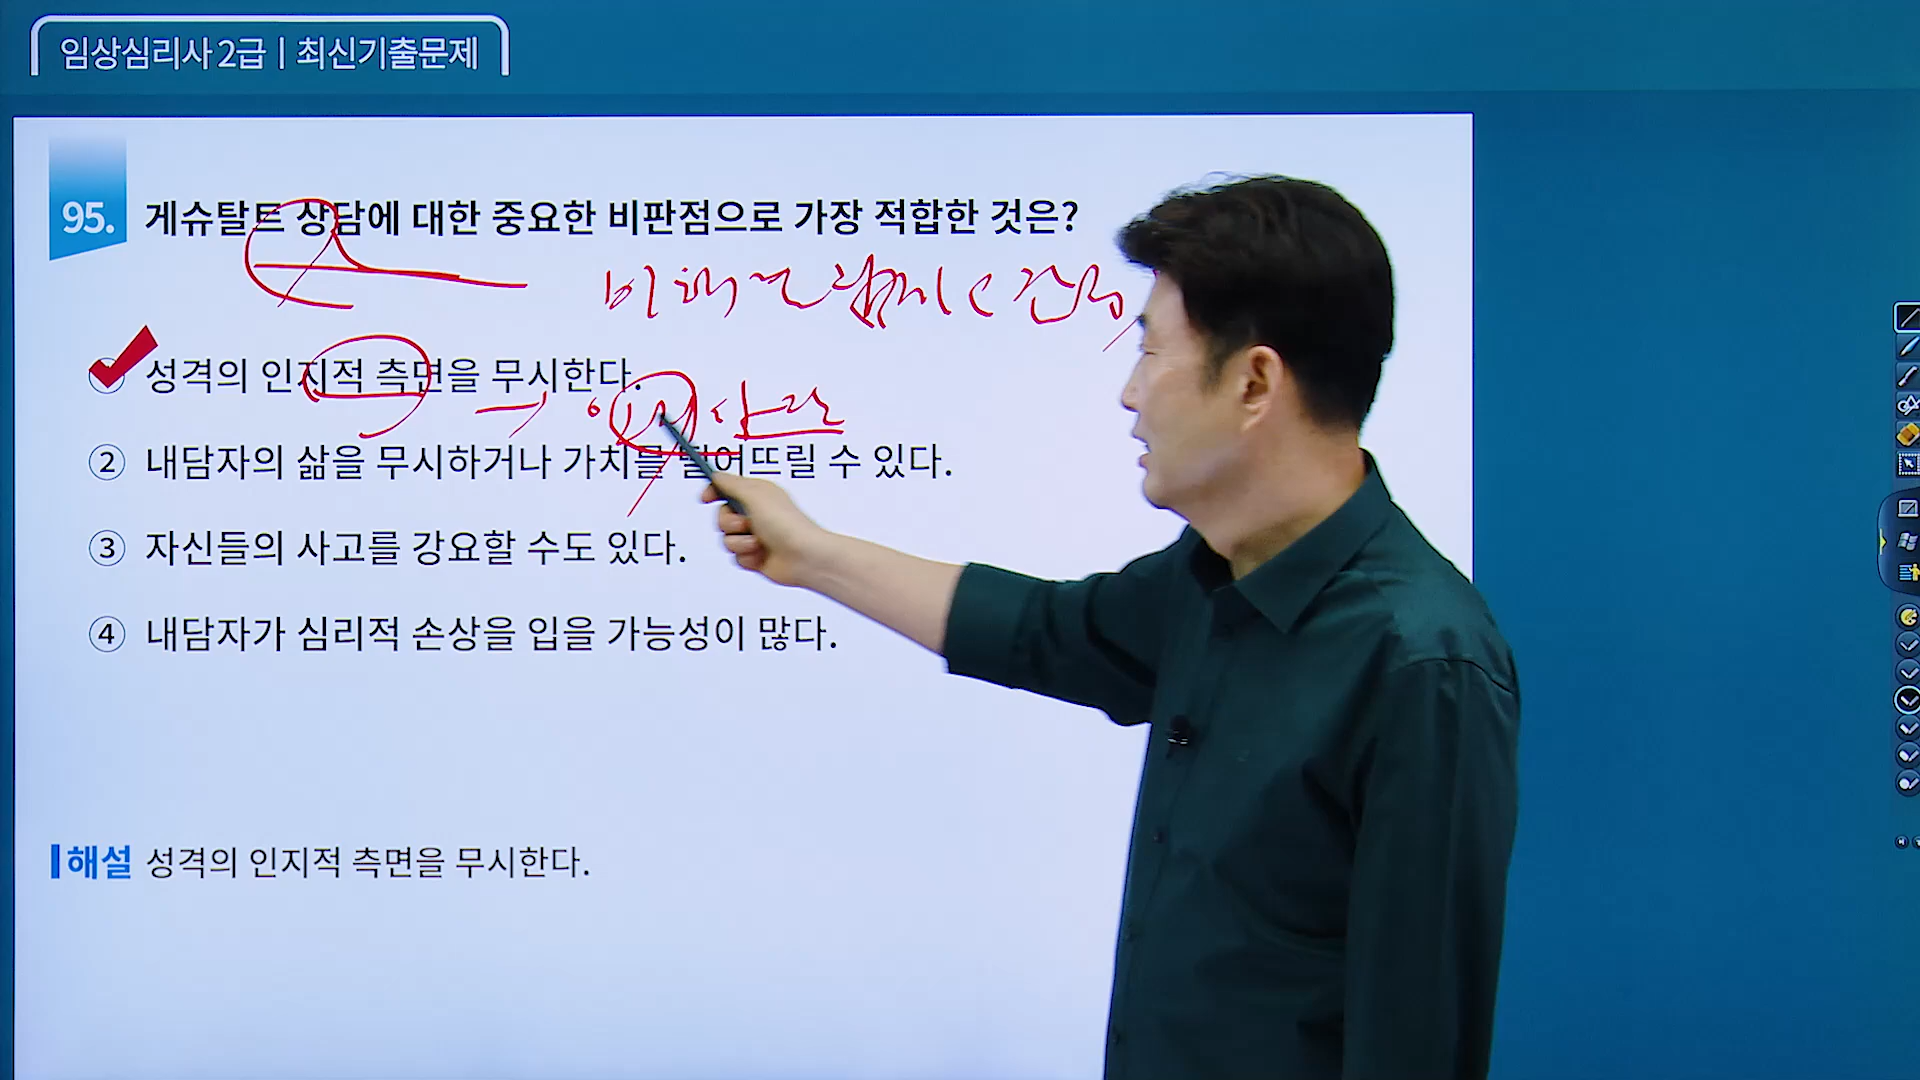 임상심리사 2급 | 최신기출문제
95. 게슈탈트 상담에 대한 중요한 비판점으로 가장 적합한 것은?
성격의 인지적 측면을 무시한다.
② 내담자의 삶을 무시하거나 가치를 떨어뜨릴 수 있다.
③ 자신들의 사고를 강요할 수도 있다.
④ 내담자가 심리적 손상을 입을 가능성이 많다.
해설 성격의 인지적 측면을 무시한다.